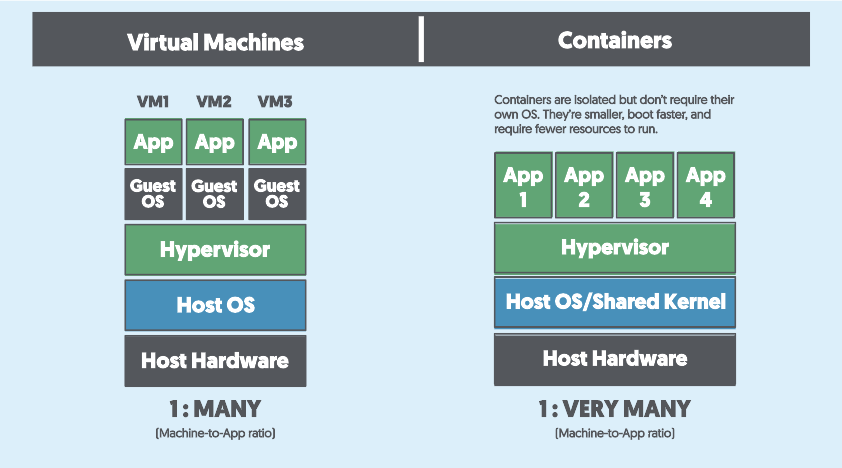 Virtual Machines
Containers
VM1 VM2 VM3
App App App
Guest OS Guest OS Guest OS
Hypervisor
Host OS
Host Hardware
1 : MANY
(Machine-to-App ratio)
Containers are isolated but don't require their
own OS. They're smaller, boot faster, and
require fewer resources to run.
App 1 App 2 App 3 App 4
Hypervisor
Host OS/Shared Kernel
Host Hardware
1 : VERY MANY
(Machine-to-App ratio)